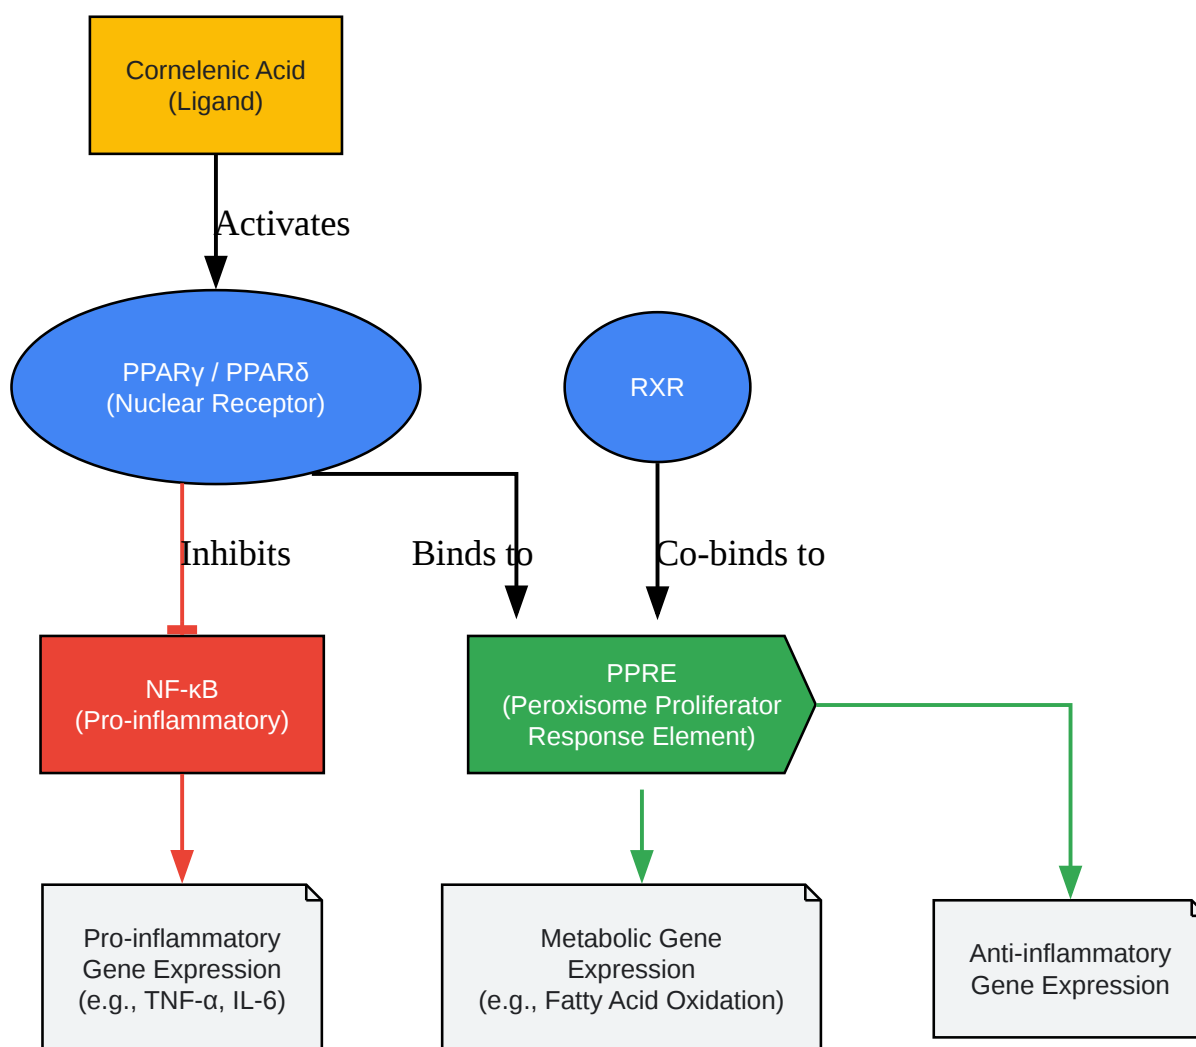 Cornelenic Acid
(Ligand)
Activates
PPARγ / PPARδ
(Nuclear Receptor)
RXR
Inhibits
Binds to
Co-binds to
NF-κB
(Pro-inflammatory)
PPRE
(Peroxisome Proliferator
Response Element)
Pro-inflammatory
Gene Expression
(e.g., TNF-α, IL-6)
Metabolic Gene
Expression
(e.g., Fatty Acid Oxidation)
Anti-inflammatory
Gene Expression